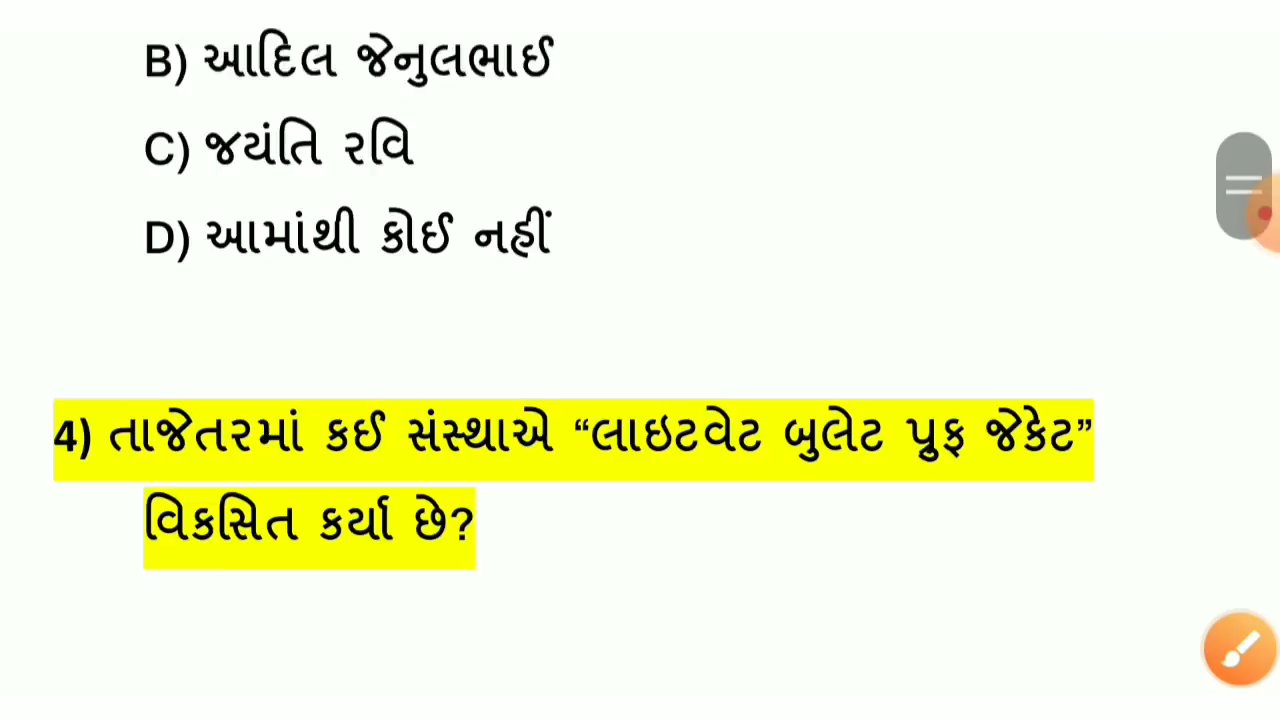 B) આદિલ જેનુલભાઈ
C) જયંતિ રવિ
D) આમાંથી કોઈ નહીં
4) તાજેતરમાં કઈ સંસ્થાએ “લાઇટવેટ બુલેટ પ્રુફ જેકેટ”
વિકસિત કર્યા છે?